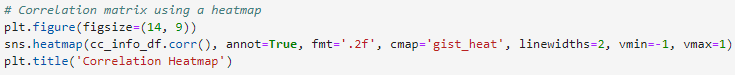 # Correlation matrix using a heatmap
plt.figure(figsize=(14, 9))
sns.heatmap(cc_info_df.corr(), annot=True, fmt='.2f', cmap='gist_heat', linewidths=2, vmin=-1, vmax=1)
plt.title('Correlation Heatmap')